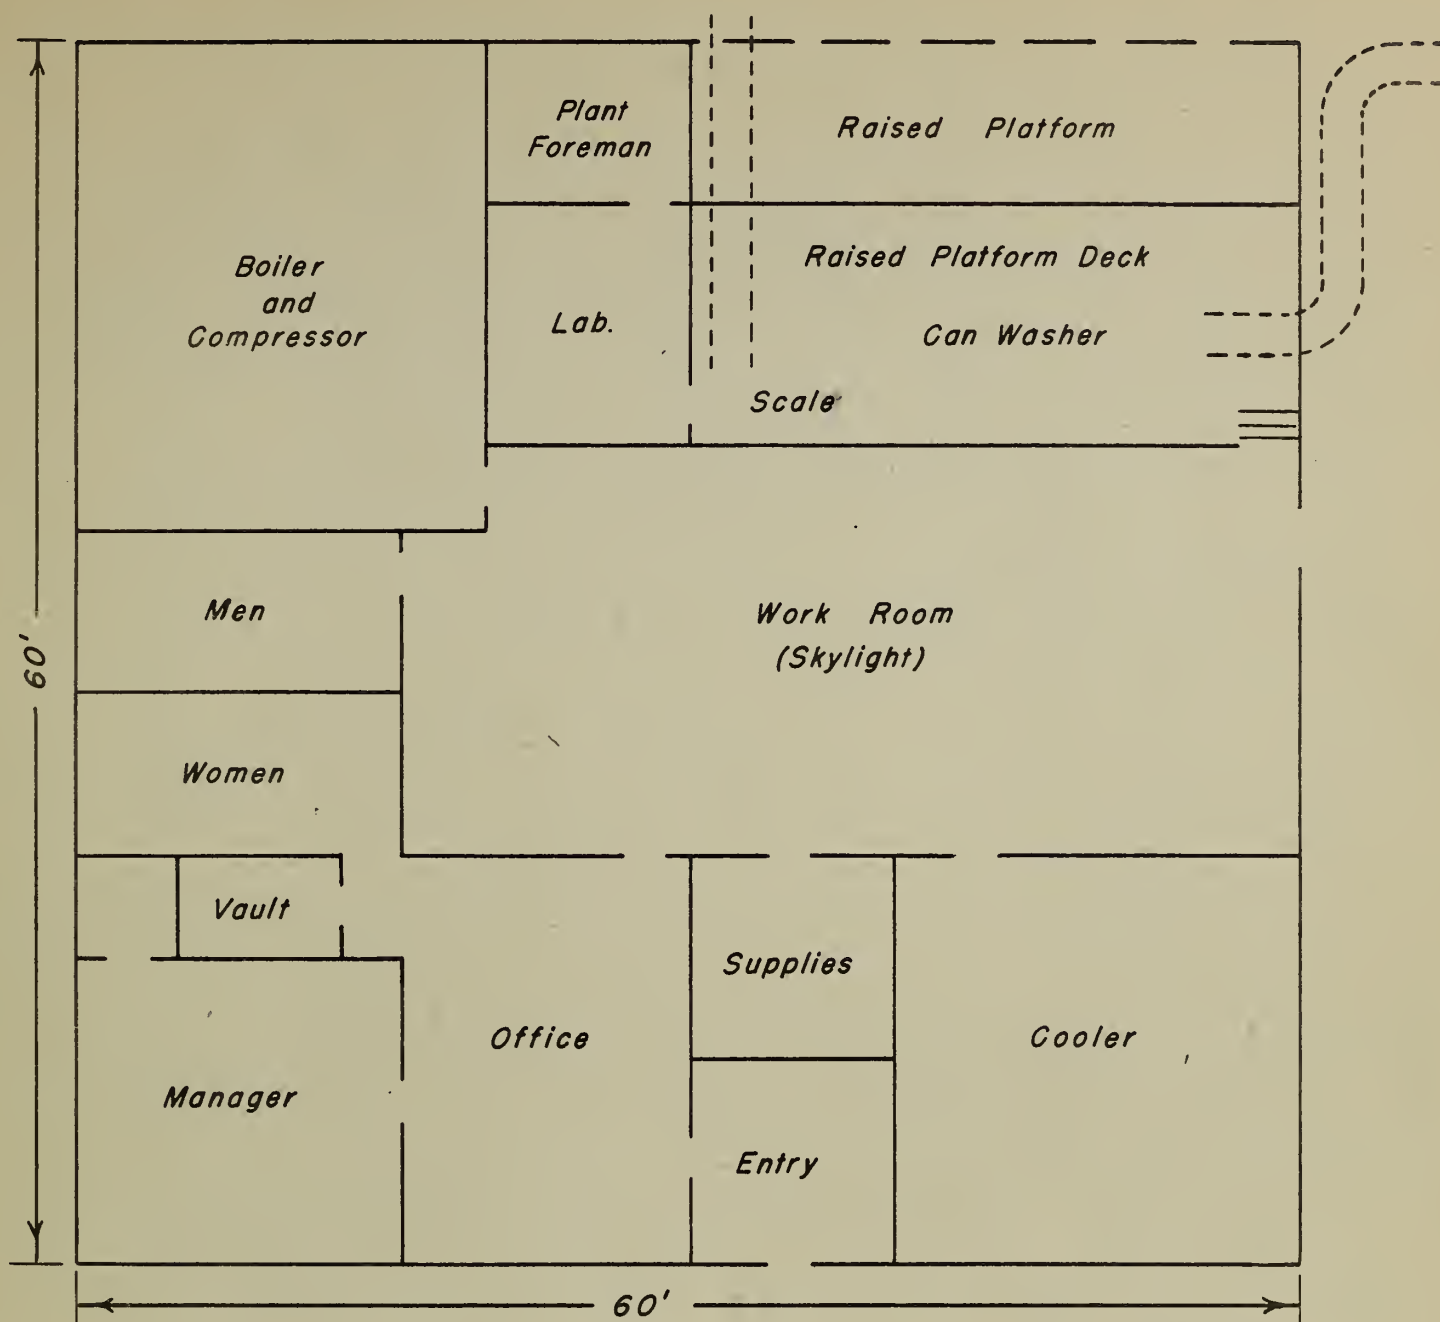 Plant
Foreman
Raised Platform
Boiler
and
Compressor
Lab.
Raised Platform Deck
Can Washer
Scale
Men
Work Room
(Skylight)
60'
Women
Vault
Supplies
Office
Cooler
Manager
Entry
60'